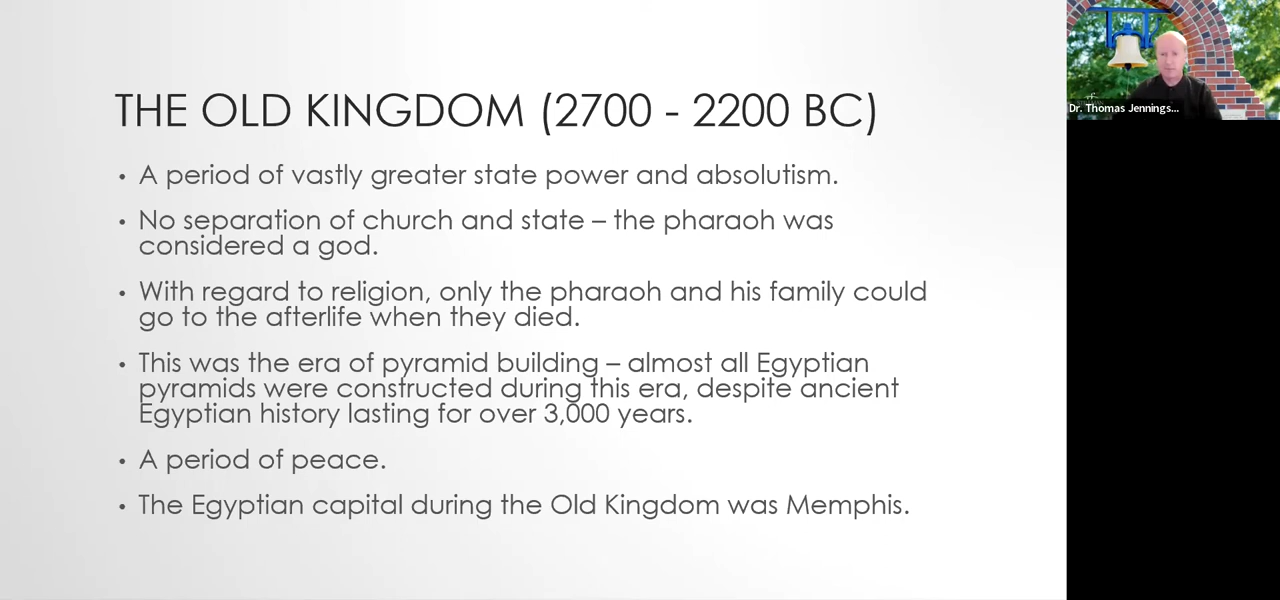 THE OLD KINGDOM (2700 - 2200 BC)
• A period of vastly greater state power and absolutism.
• No separation of church and state – the pharaoh was
considered a god.
• With regard to religion, only the pharaoh and his family could
go to the afterlife when they died.
• This was the era of pyramid building – almost all Egyptian
pyramids were constructed during this era, despite ancient
Egyptian history lasting for over 3,000 years.
• A period of peace.
• The Egyptian capital during the Old Kingdom was Memphis.
Dr. Thomas Jennings...